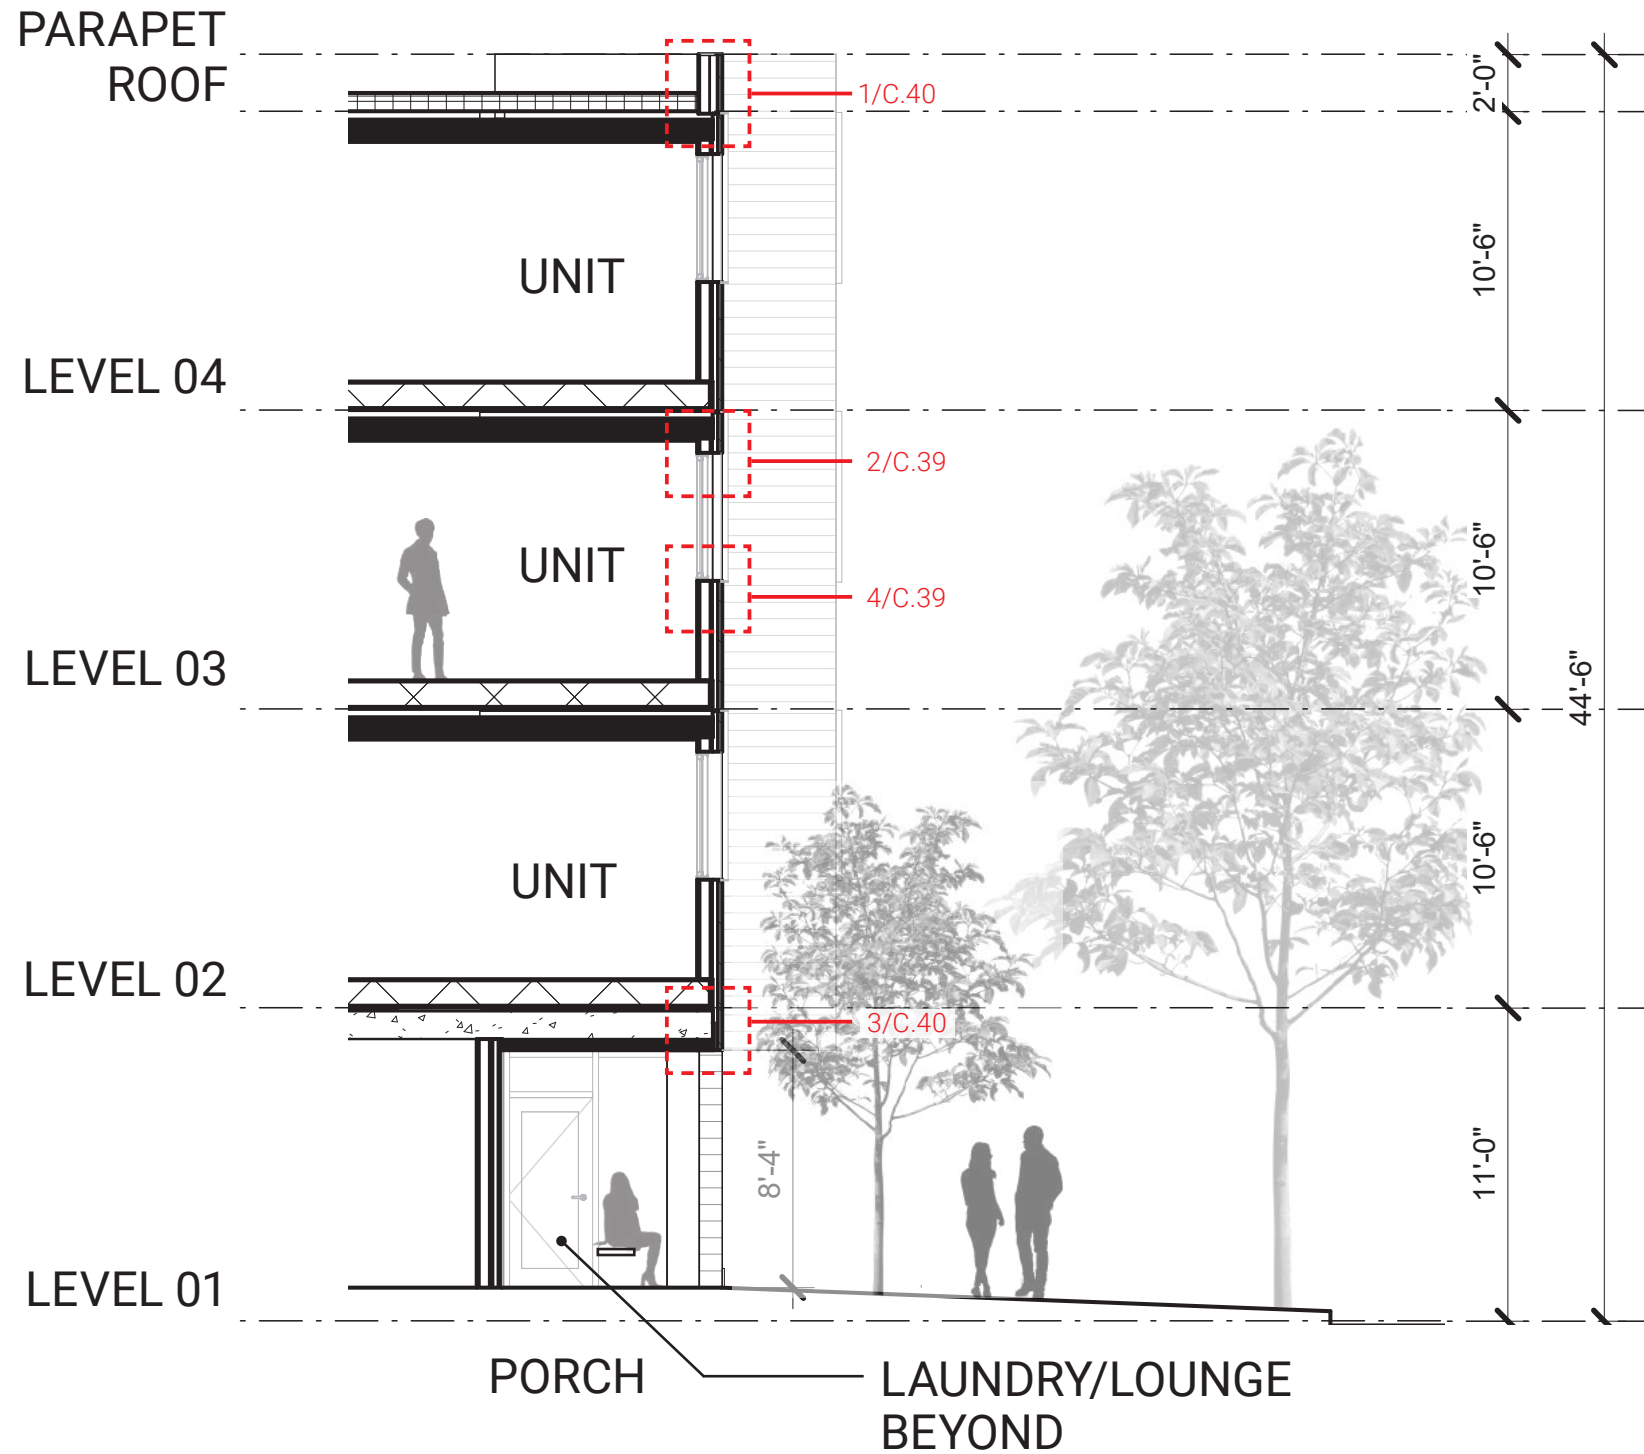 PARAPET
ROOF
2'-0"
1/C.40
10'-6"
UNIT
LEVEL 04
2/C.39
10'-6"
UNIT
4/C.39
LEVEL 03
44'-6"
10'-6"
UNIT
LEVEL 02
3/C.40
8'-4"
11'-0"
LEVEL 01
PORCH
LAUNDRY/LOUNGE
BEYOND